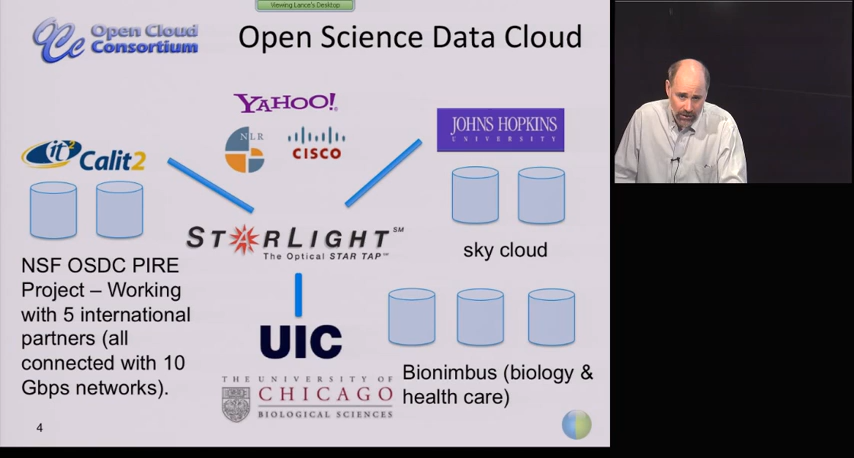 Viewing Lance's Desktop
Open Cloud
Consortium
Open Science Data Cloud
YAHOO!
NLR
CISCO
JOHNS HOPKINS
UNIVERSITY
it2 Calit2
STARLIGHT SM
The Optical STAR TAP SM
sky cloud
NSF OSDC PIRE
Project – Working
with 5 international
partners (all
connected with 10
Gbps networks).
UIC
THE UNIVERSITY OF
CHICAGO
BIOLOGICAL SCIENCES
Bionimbus (biology &
health care)
4